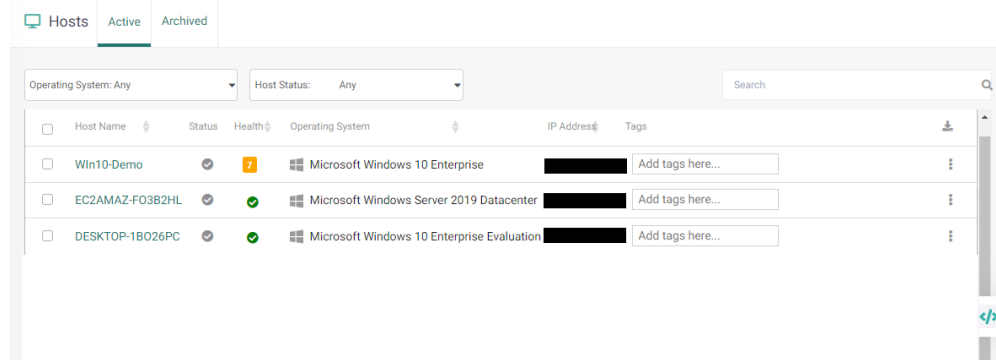 Hosts Active Archived
Operating System: Any Host Status: Any Search
Host Name Status Health Operating System IP Address Tags
WIn10-Demo 7 Microsoft Windows 10 Enterprise Add tags here...
EC2AMAZ-FO3B2HL Microsoft Windows Server 2019 Datacenter Add tags here...
DESKTOP-1BO26PC Microsoft Windows 10 Enterprise Evaluation Add tags here...
</>